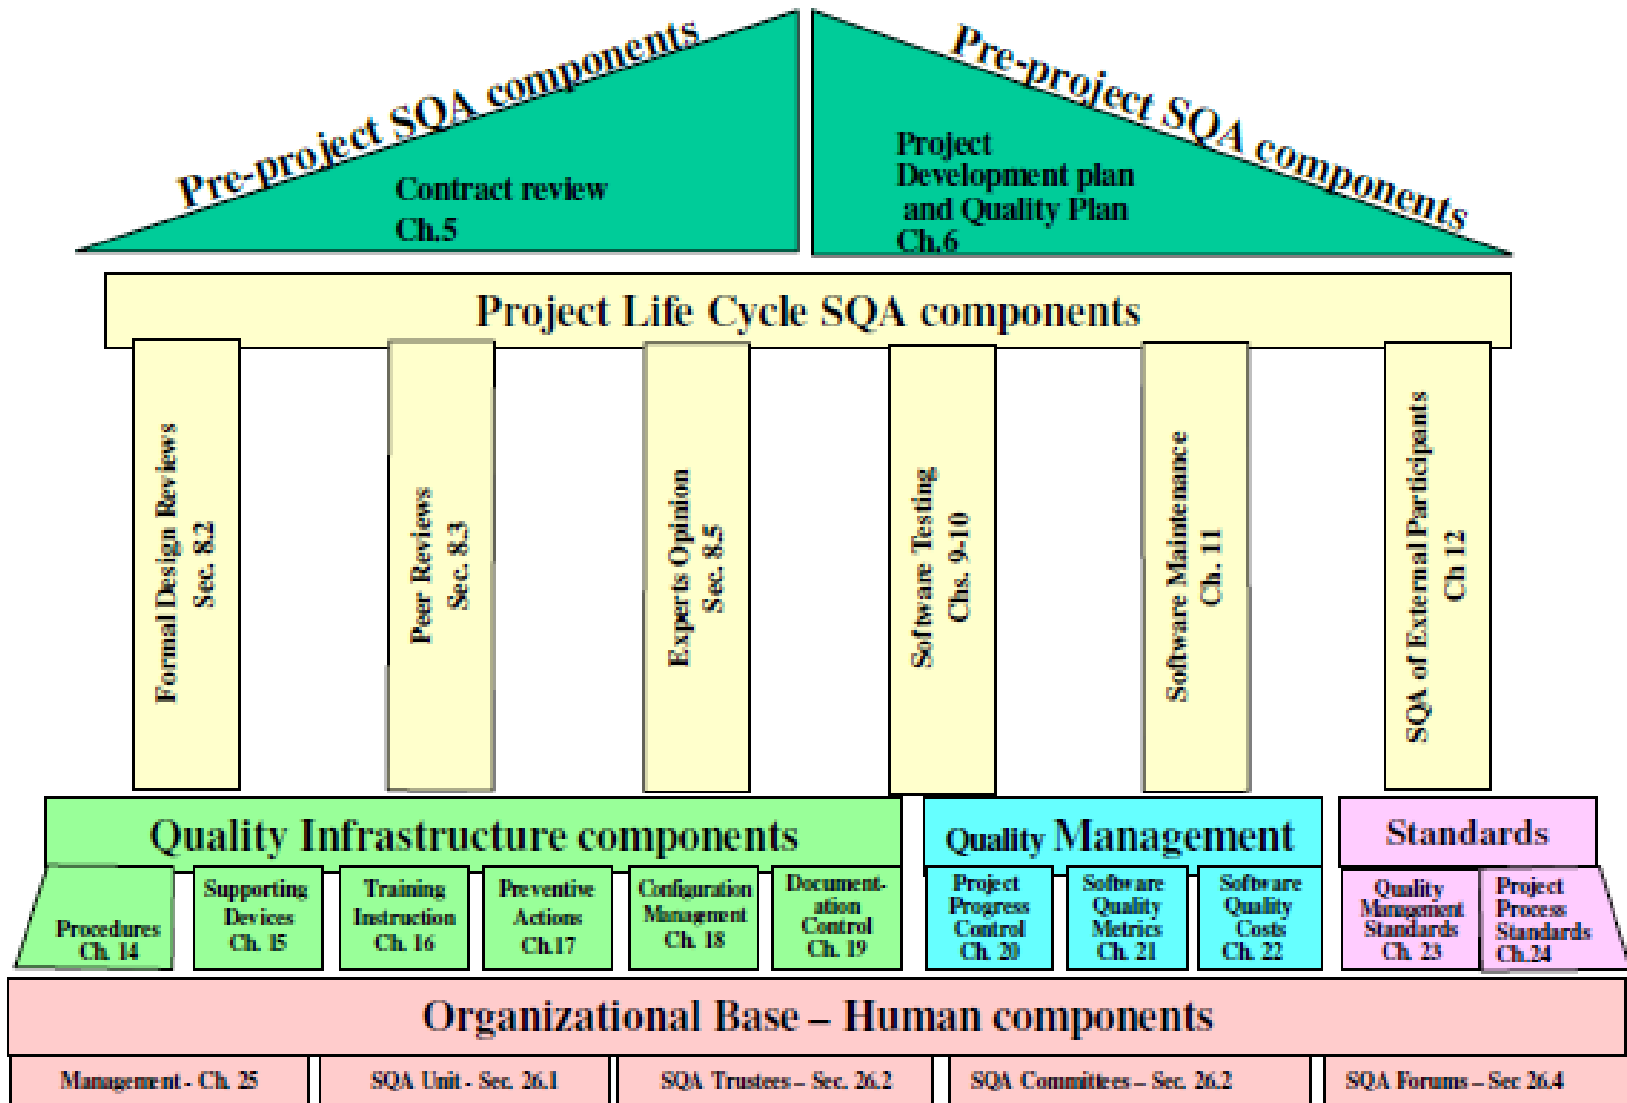 Pre-project SQA components
Contract review
Ch.5
Pre-project SQA components
Project
Development plan
and Quality Plan
Ch.6
Project Life Cycle SQA components
Formal Design Reviews
Sec. 8.2
Peer Reviews
Sec. 8.3
Experts Opinion
Sec. 8.5
Software Testing
Chs. 9-10
Software Maintenance
Ch. 11
SQA of External Participants
Ch 12
Quality Infrastructure components
Procedures
Ch. 14
Supporting
Devices
Ch. 15
Training
Instruction
Ch. 16
Preventive
Actions
Ch.17
Configuration
Management
Ch. 18
Document-
ation
Control
Ch. 19
Quality Management
Project
Progress
Control
Ch. 20
Software
Quality
Metrics
Ch. 21
Software
Quality
Costs
Ch. 22
Standards
Quality
Management
Standards
Ch. 23
Project
Process
Standards
Ch.24
Organizational Base – Human components
Management - Ch. 25
SQA Unit - Sec. 26.1
SQA Trustees – Sec. 26.2
SQA Committees – Sec. 26.2
SQA Forums – Sec 26.4